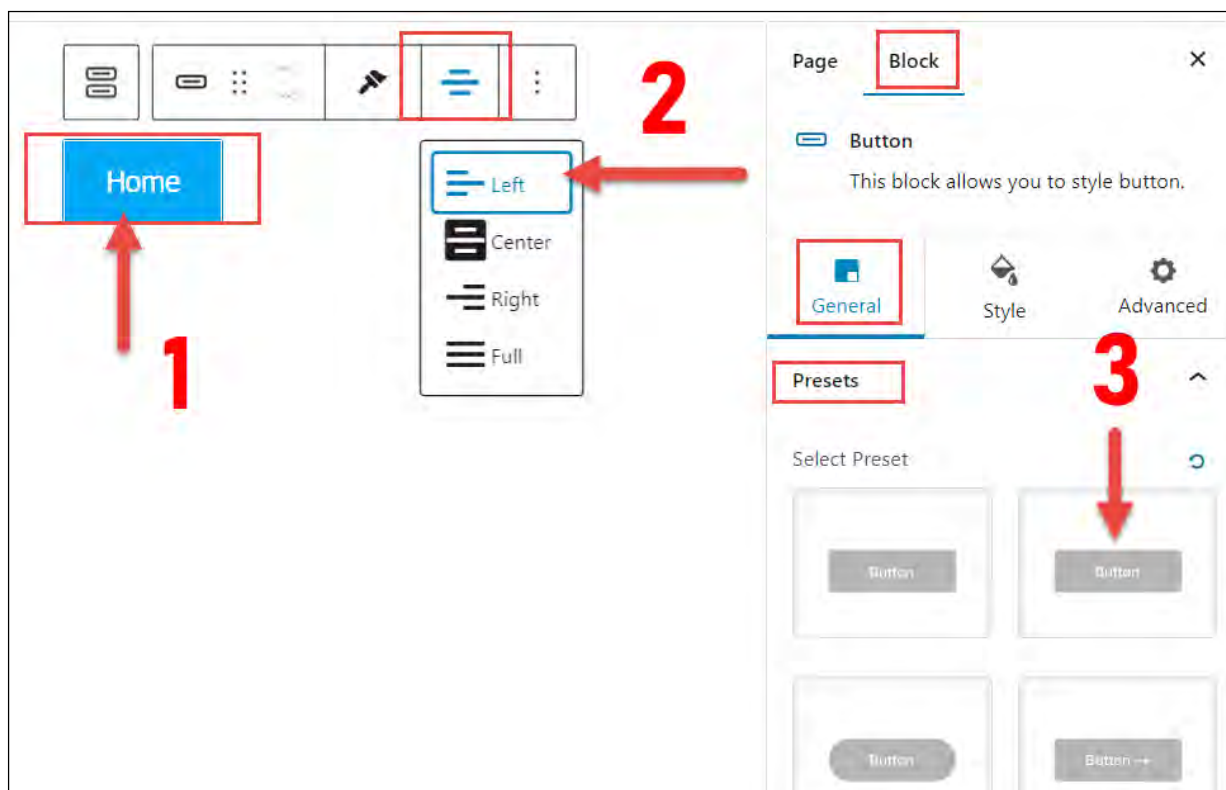 Page Block
Button
This block allows you to style button.
Home
Left
Center
Right
Full
1
2
3
General Style Advanced
Presets
Select Preset
Button Button
Button Button →